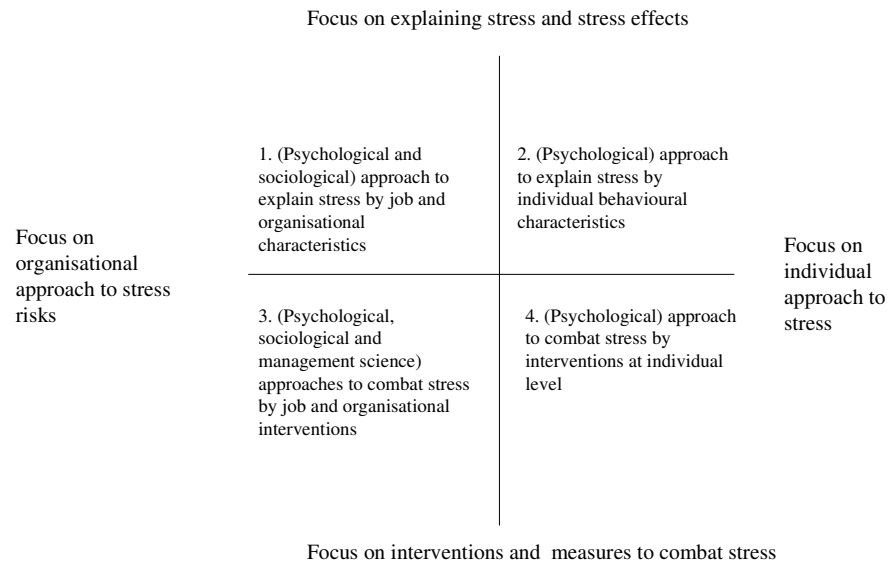 Focus on explaining stress and stress effects
1. (Psychological and
sociological) approach to
explain stress by job and
organisational
characteristics
2. (Psychological) approach
to explain stress by
individual behavioural
characteristics
Focus on
organisational
approach to stress
risks
Focus on
individual
approach to
stress
3. (Psychological,
sociological and
management science)
approaches to combat stress
by job and organisational
interventions
4. (Psychological) approach
to combat stress by
interventions at individual
level
Focus on interventions and measures to combat stress